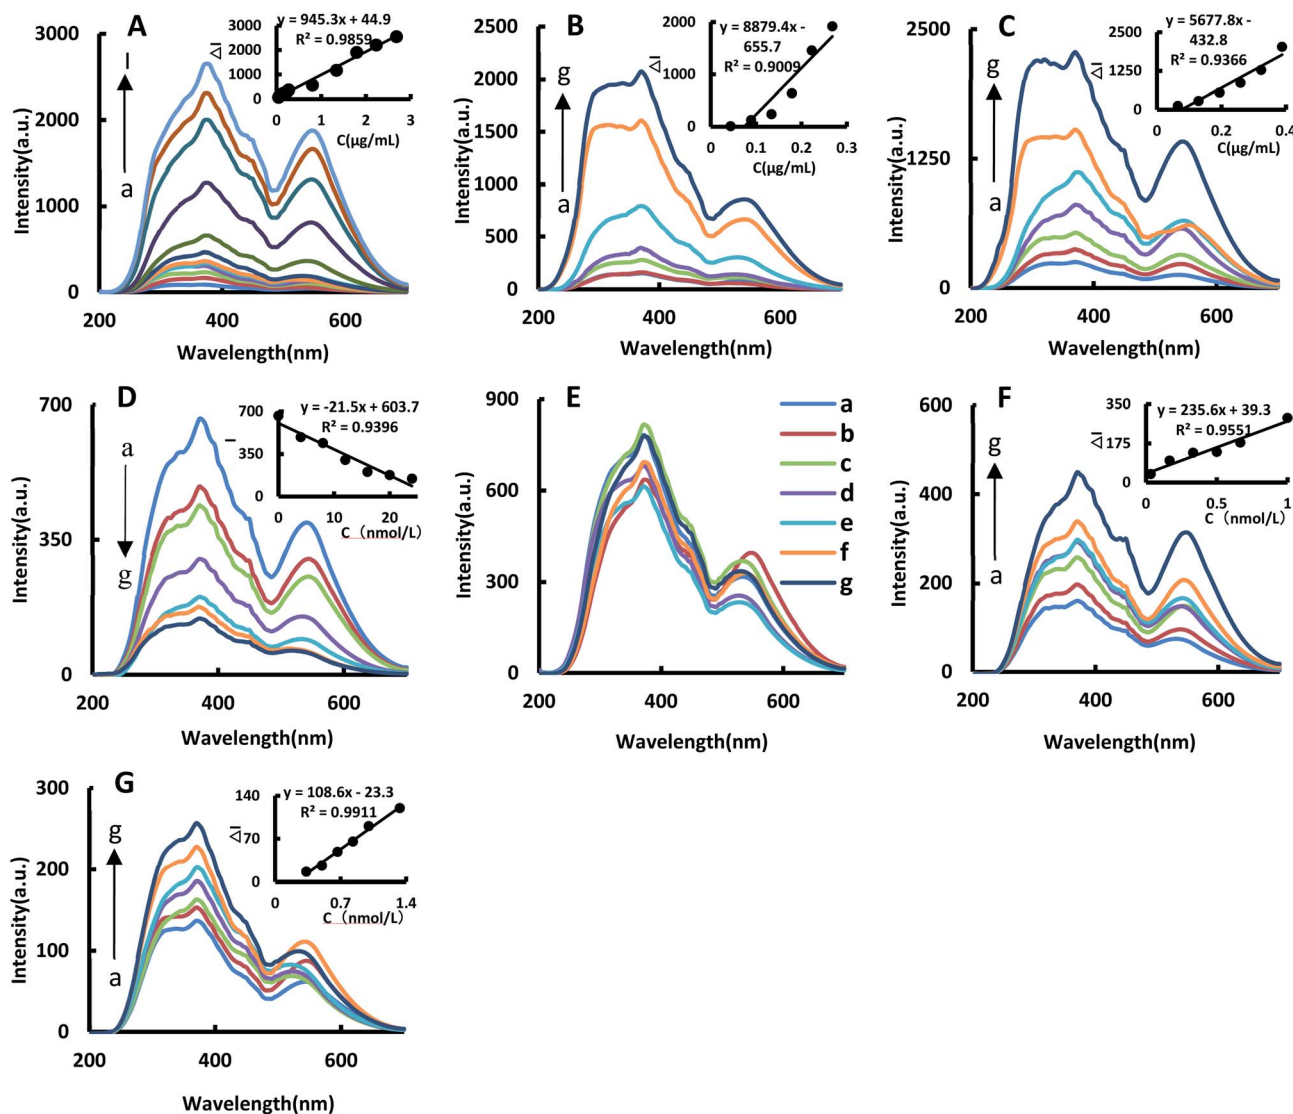 A
y = 945.3x + 44.9
R² = 0.9859
3000
2000
1000
0
△I
0 1 2 3
C(µg/mL)
l
a
3000
2000
1000
0
Intensity(a.u.)
200 400 600
Wavelength(nm)
B
y = 8879.4x -
655.7
R² = 0.9009
2000
1000
0
△I
0 0.1 0.2 0.3
C(µg/mL)
g
a
2500
2000
1500
1000
500
0
Intensity(a.u.)
200 400 600
Wavelength(nm)
C
y = 5677.8x -
432.8
R² = 0.9366
2500
1250
0
△I
0 0.2 0.4
C(µg/mL)
g
a
2500
1250
0
Intensity(a.u.)
200 400 600
Wavelength(nm)
D
y = -21.5x + 603.7
R² = 0.9396
700
350
0
I
0 10 20
C (nmol/L)
a
g
700
350
0
Intensity(a.u.)
200 400 600
Wavelength(nm)
E
a
b
c
d
e
f
g
900
600
300
0
Intensity(a.u.)
200 400 600
Wavelength(nm)
F
y = 235.6x + 39.3
R² = 0.9551
350
175
0
△I
0 0.5 1
C (nmol/L)
g
a
600
400
200
0
Intensity(a.u.)
200 400 600
Wavelength(nm)
G
y = 108.6x - 23.3
R² = 0.9911
140
70
0
△I
0 0.7 1.4
C (nmol/L)
g
a
300
200
100
0
Intensity(a.u.)
200 400 600
Wavelength(nm)